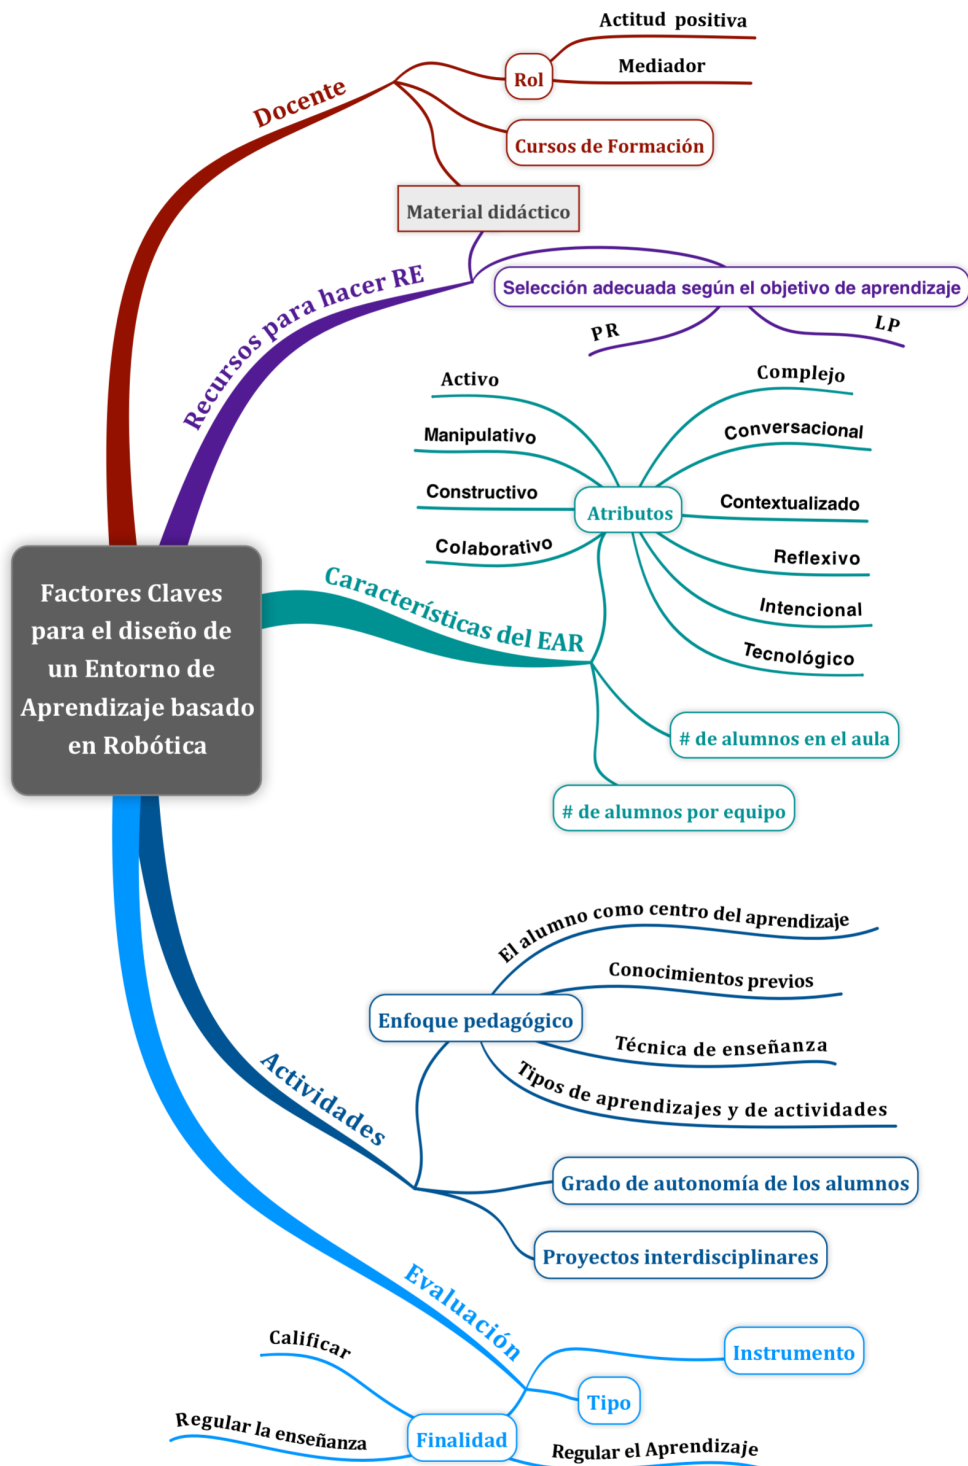 Actitud positiva
Mediador
Rol
Docente
Cursos de Formación
Material didáctico
Recursos para hacer RE
Selección adecuada según el objetivo de aprendizaje
PR
LP
Activo
Manipulativo
Constructivo
Colaborativo
Complejo
Conversacional
Contextualizado
Reflexivo
Intencional
Tecnológico
Atributos
Características del EAR
# de alumnos en el aula
# de alumnos por equipo
Factores Claves
para el diseño de
un Entorno de
Aprendizaje basado
en Robótica
El alumno como centro del aprendizaje
Conocimientos previos
Enfoque pedagógico
Técnica de enseñanza
Tipos de aprendizajes y de actividades
Actividades
Grado de autonomía de los alumnos
Proyectos interdisciplinares
Evaluación
Instrumento
Tipo
Finalidad
Calificar
Regular la enseñanza
Regular el Aprendizaje